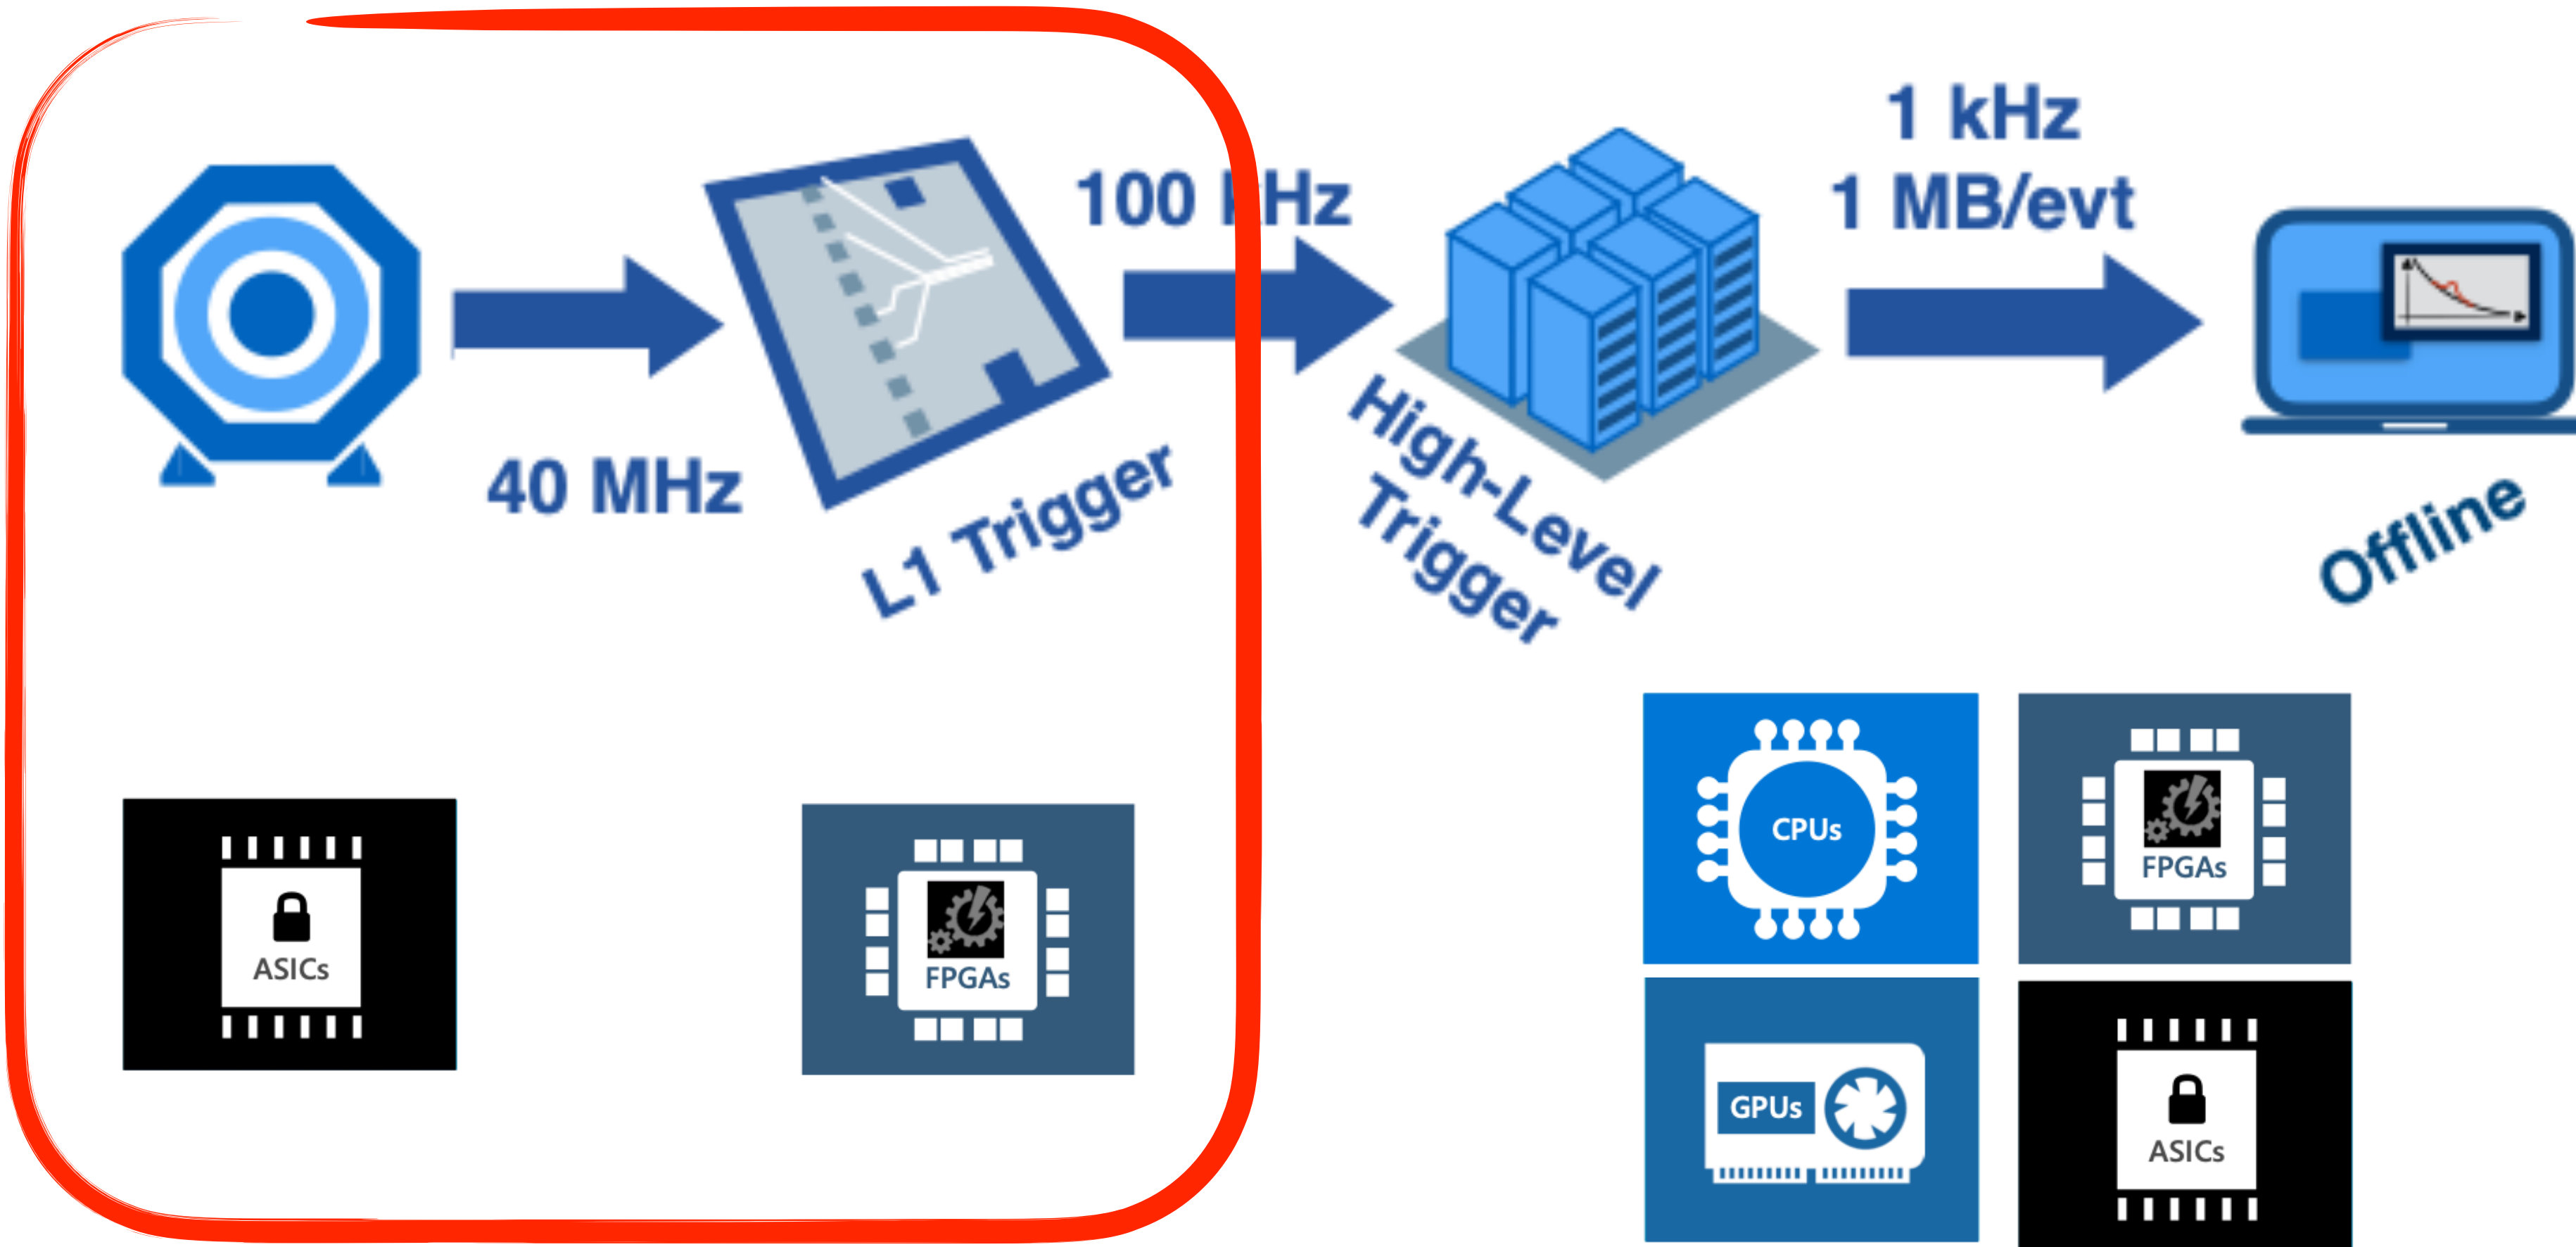 40 MHz
L1 Trigger
100 kHz
High-Level
Trigger
1 kHz
1 MB/evt
Offline
ASICs
FPGAs
CPUs
FPGAs
GPUs
ASICs